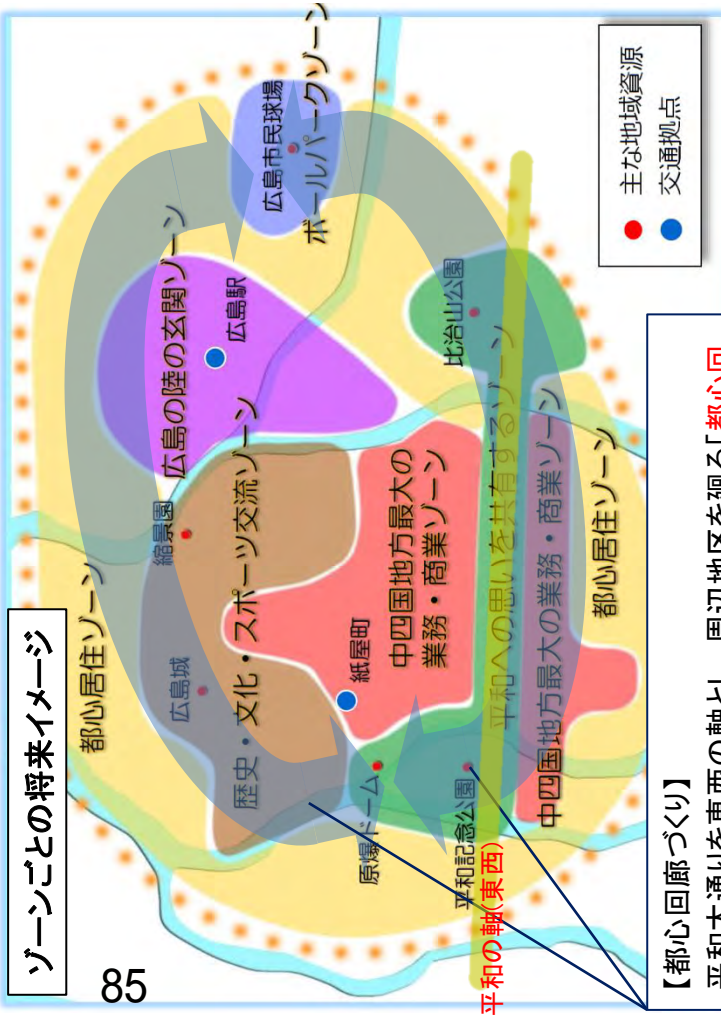 ゾーンごとの将来イメージ
都心居住ゾーン
広島城
縮景園
歴史・文化・スポーツ交流ゾーン
広島の陸の玄関ゾーン
広島駅
広島市民球場
ボールパークゾーン
原爆ドーム
紙屋町
中四国地方最大の
業務・商業ゾーン
平和記念公園
平和への思いを共有するゾーン
比治山公園
平和の軸(東西)
中四国地方最大の業務・商業ゾーン
都心居住ゾーン
主な地域資源
交通拠点
【都心回廊づくり】
平和大通りを東西の軸とし、周辺地区を廻る「都心回
85